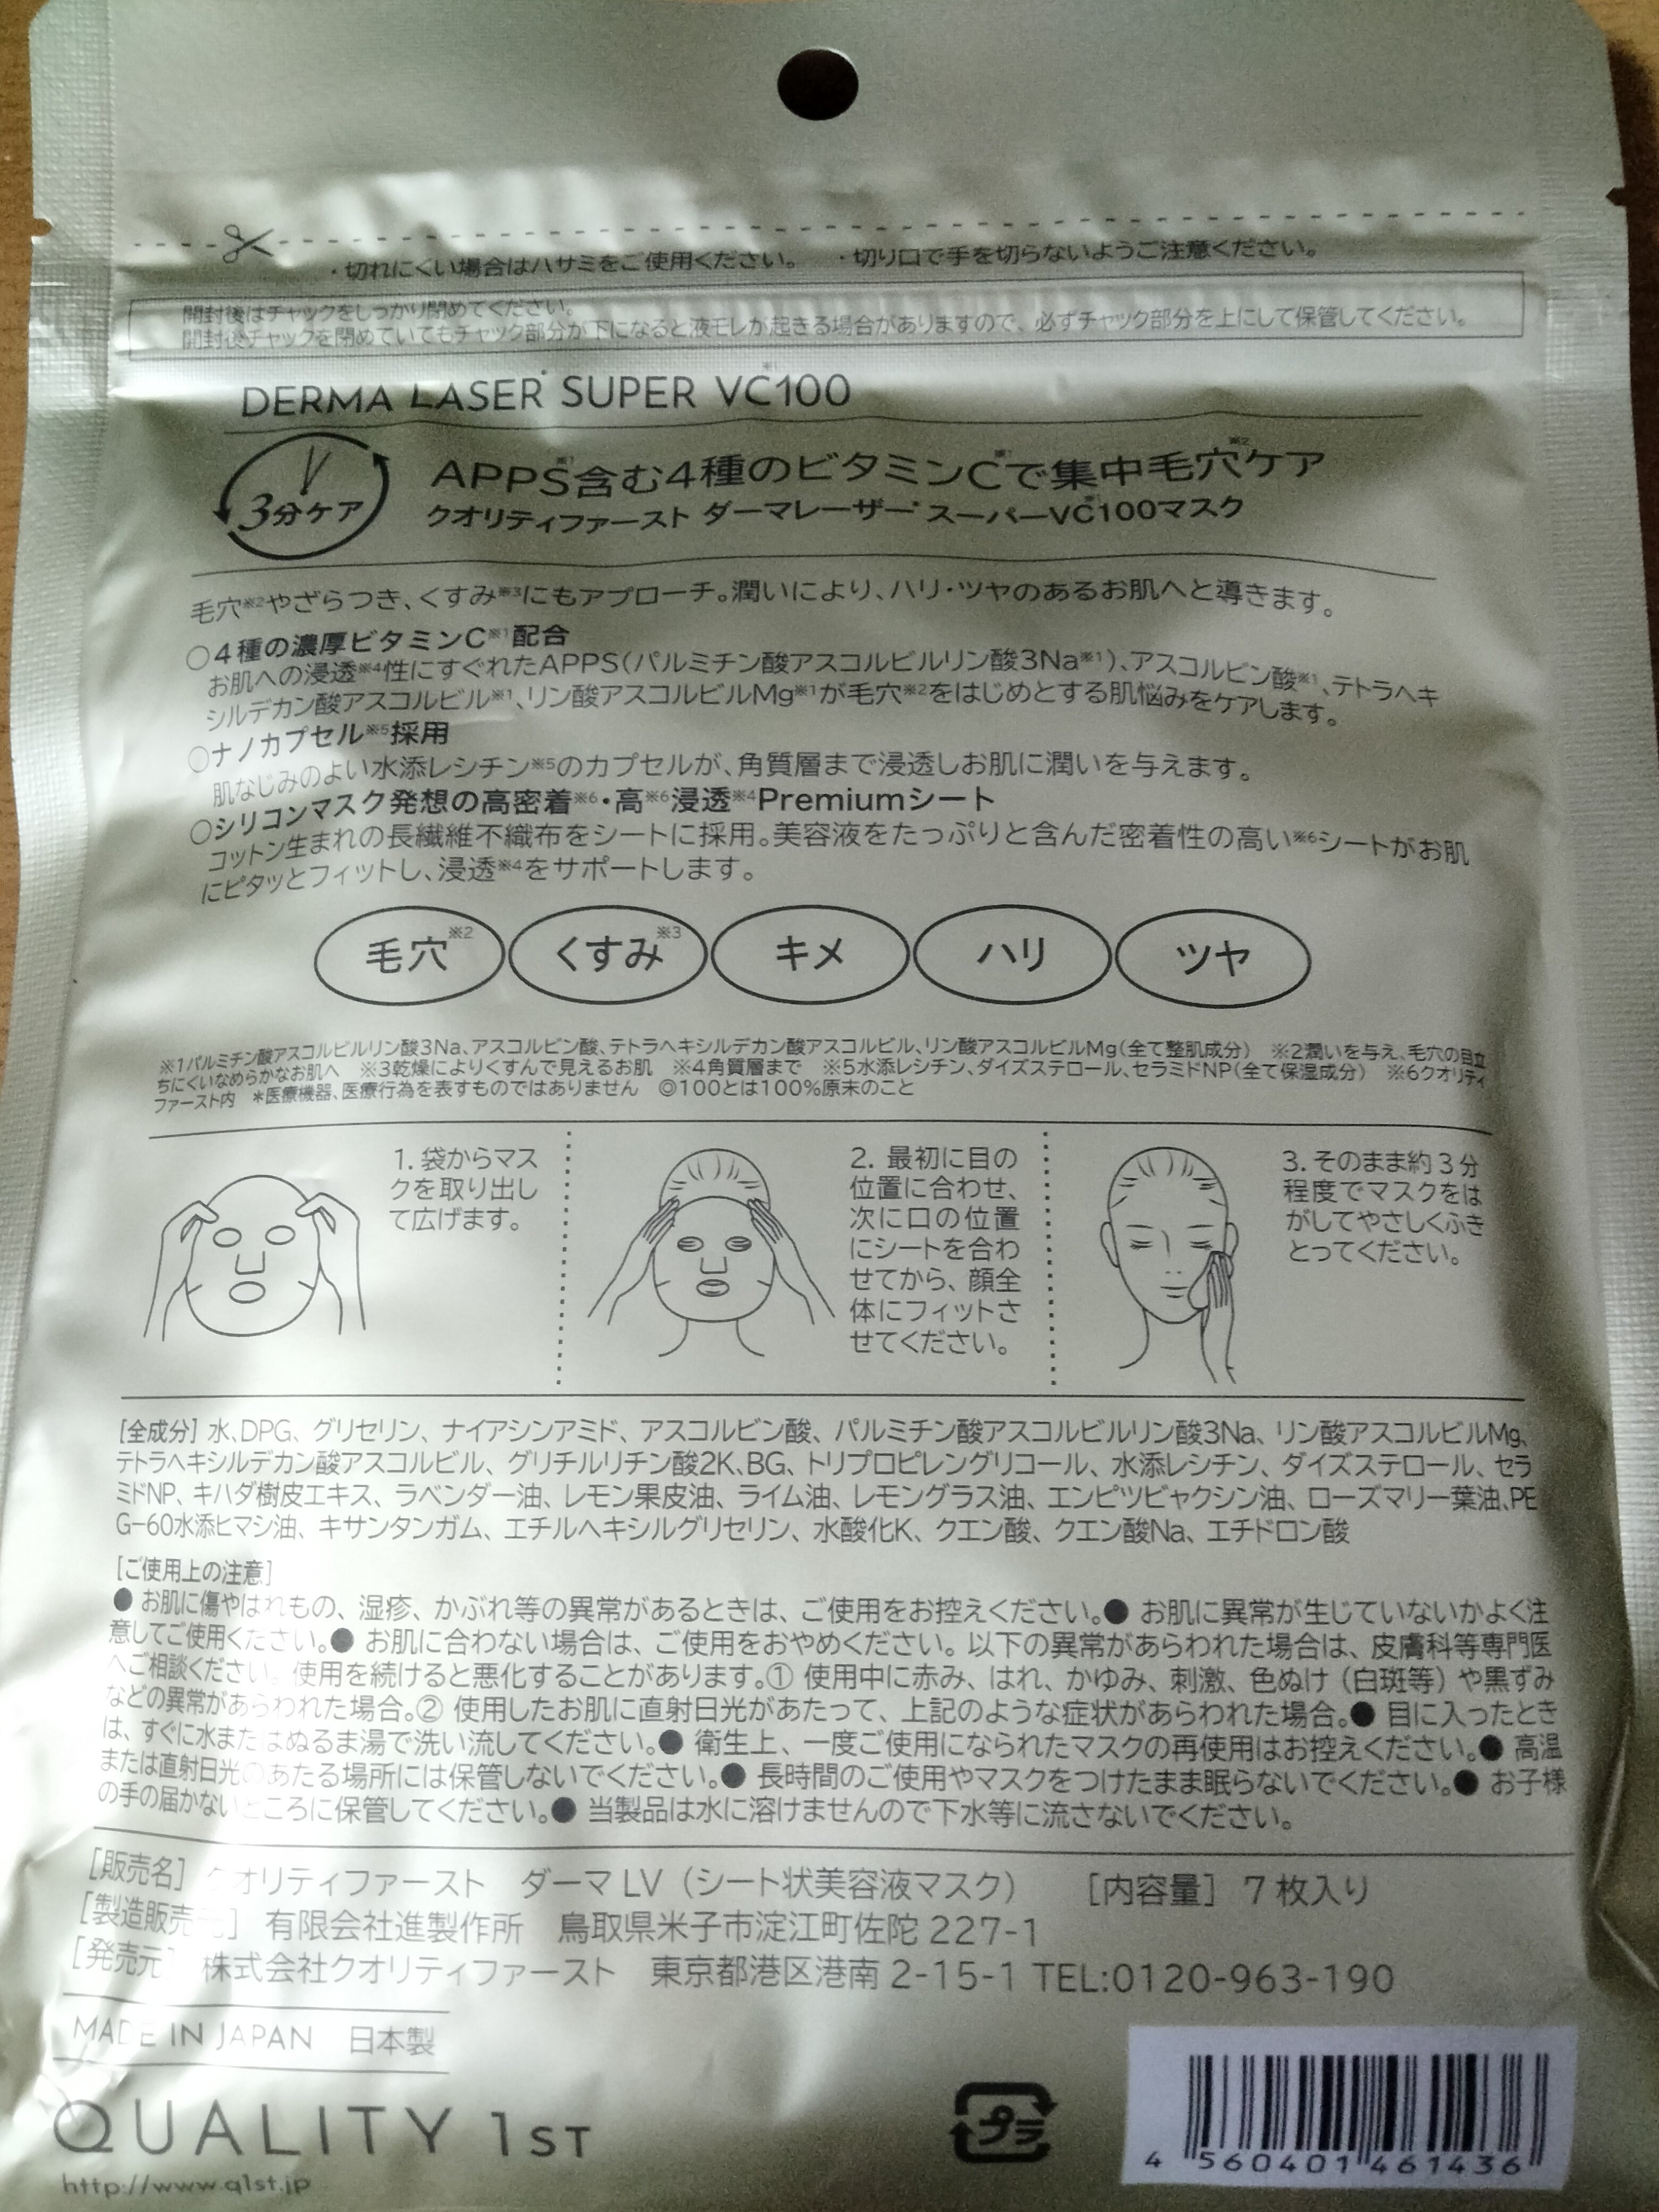 ・切れにくい場合はハサミをご使用ください。 ・切り口で手を切らないようご注意ください。
開封後はチャックをしっかり閉めてください。
開封後チャックを閉めていてもチャック部分が下になると液モレが起きる場合がありますので、必ずチャック部分を上にして保管してください。
DERMA LASER* SUPER VC100※1
3分ケア
APPS※1含む4種のビタミンC※1で集中毛穴ケア※2
クオリティファースト ダーマレーザー* スーパーVC100※1マスク
毛穴※2やざらつき、くすみ※3にもアプローチ。潤いにより、ハリ・ツヤのあるお肌へと導きます。
○4種の濃厚ビタミンC※1配合
お肌への浸透※4性にすぐれたAPPS(パルミチン酸アスコルビルリン酸3Na※1)、アスコルビン酸※1、テトラヘキ
シルデカン酸アスコルビル※1、リン酸アスコルビルMg※1が毛穴※2をはじめとする肌悩みをケアします。
○ナノカプセル※5採用
肌なじみのよい水添レシチン※5のカプセルが、角質層まで浸透しお肌に潤いを与えます。
○シリコンマスク発想の高密着※6・高※6浸透※4Premiumシート
コットン生まれの長繊維不織布をシートに採用。美容液をたっぷりと含んだ密着性の高い※6シートがお肌
にピタッとフィットし、浸透※4をサポートします。
毛穴※2 くすみ※3 キメ ハリ ツヤ
※1パルミチン酸アスコルビルリン酸3Na、アスコルビン酸、テトラヘキシルデカン酸アスコルビル、リン酸アスコルビルMg(全て整肌成分) ※2潤いを与え、毛穴の目立
ちにくいなめらかなお肌へ ※3乾燥によりくすんで見えるお肌 ※4角質層まで ※5水添レシチン、ダイズステロール、セラミドNP(全て保湿成分) ※6クオリティ
ファースト内 *医療機器、医療行為を表すものではありません ◎100とは100%原末のこと
1. 袋からマス
クを取り出し
て広げます。
2. 最初に目の
位置に合わせ、
次に口の位置
にシートを合わ
せてから、顔全
体にフィットさ
せてください。
3. そのまま約3分
程度でマスクをは
がしてやさしくふき
とってください。
[全成分] 水、DPG、グリセリン、ナイアシンアミド、アスコルビン酸、パルミチン酸アスコルビルリン酸3Na、リン酸アスコルビルMg、
テトラヘキシルデカン酸アスコルビル、グリチルリチン酸2K、BG、トリプロピレングリコール、水添レシチン、ダイズステロール、セラ
ミドNP、キハダ樹皮エキス、ラベンダー油、レモン果皮油、ライム油、レモングラス油、エンピツビャクシン油、ローズマリー葉油、PE
G-60水添ヒマシ油、キサンタンガム、エチルヘキシルグリセリン、水酸化K、クエン酸、クエン酸Na、エチドロン酸
[ご使用上の注意]
● お肌に傷やはれもの、湿疹、かぶれ等の異常があるときは、ご使用をお控えください。● お肌に異常が生じていないかよく注
意してご使用ください。● お肌に合わない場合は、ご使用をおやめください。以下の異常があらわれた場合は、皮膚科等専門医
へご相談ください。使用を続けると悪化することがあります。① 使用中に赤み、はれ、かゆみ、刺激、色ぬけ（白斑等）や黒ずみ
などの異常があらわれた場合。② 使用したお肌に直射日光があたって、上記のような症状があらわれた場合。● 目に入ったとき
は、すぐに水またはぬるま湯で洗い流してください。● 衛生上、一度ご使用になられたマスクの再使用はお控えください。● 高温
または直射日光のあたる場所には保管しないでください。● 長時間のご使用やマスクをつけたまま眠らないでください。● お子様
の手の届かないところに保管してください。● 当製品は水に溶けませんので下水等に流さないでください。
[販売名] クオリティファースト ダーマ LV（シート状美容液マスク） [内容量] 7 枚入り
[製造販売元] 有限会社進製作所 鳥取県米子市淀江町佐陀 227-1
[発売元] 株式会社クオリティファースト 東京都港区港南 2-15-1 TEL:0120-963-190
MADE IN JAPAN 日本製
QUALITY 1ST
http://www.q1st.jp
プラ
4 560401 461436